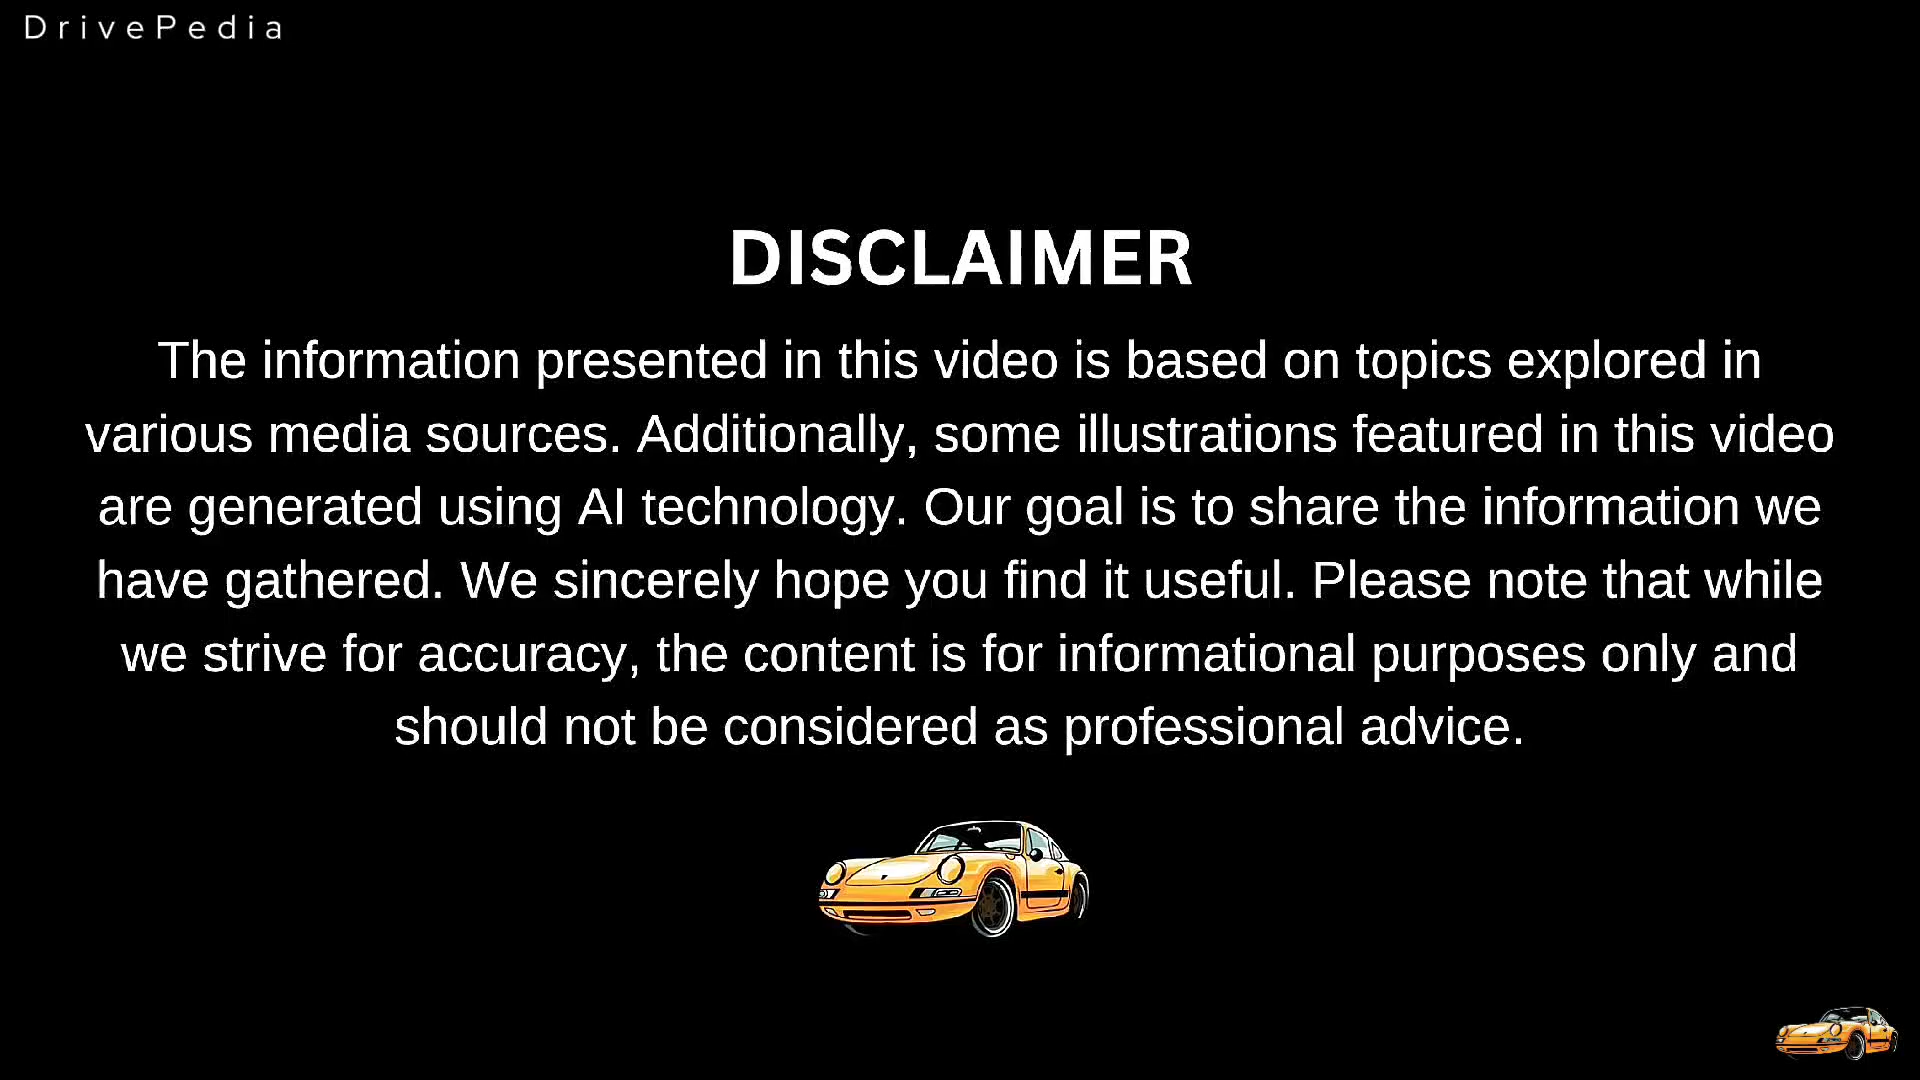 DrivePedia
DISCLAIMER
The information presented in this video is based on topics explored in
various media sources. Additionally, some illustrations featured in this video
are generated using AI technology. Our goal is to share the information we
have gathered. We sincerely hope you find it useful. Please note that while
we strive for accuracy, the content is for informational purposes only and
should not be considered as professional advice.